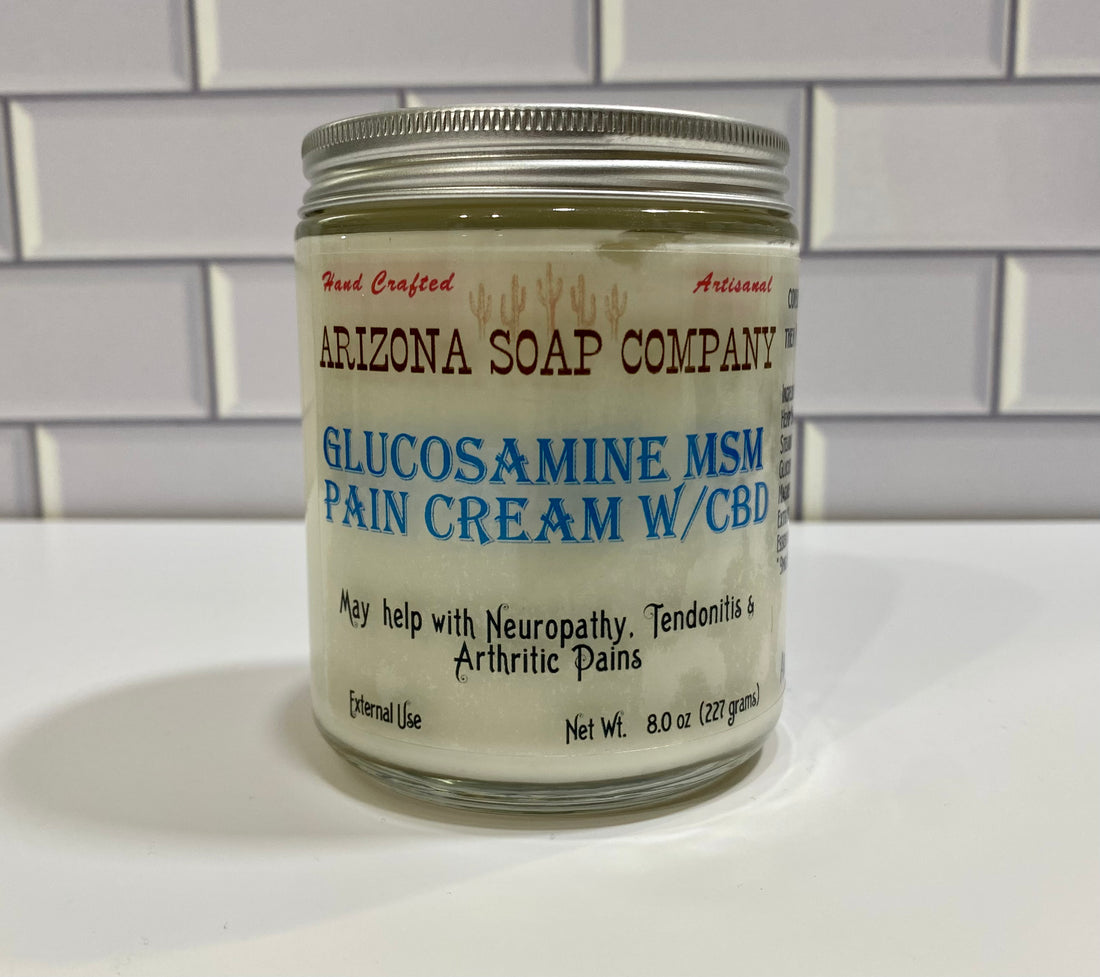 Hand Crafted
Artisanal
ARIZONA SOAP COMPANY
GLUCOSAMINE MSM
PAIN CREAM W/CBD
May help with Neuropathy, Tendonitis &
Arthritic Pains
External Use
Net Wt. 8.0 oz (227 grams)